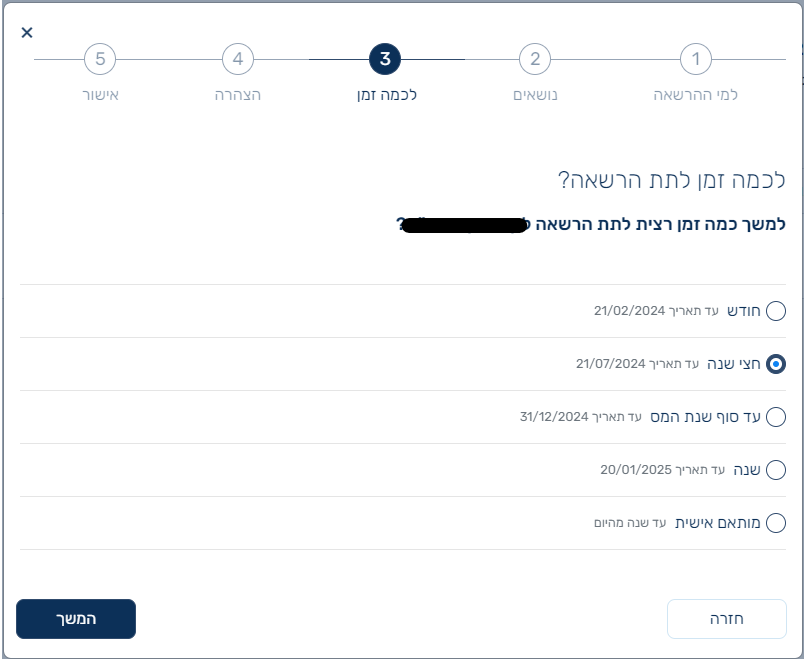 ×
1 2 3 4 5
למי ההרשאה נושאים לכמה זמן הצהרה אישור
לכמה זמן לתת הרשאה?
למשך כמה זמן רצית לתת הרשאה ?
חודש עד תאריך 21/02/2024
חצי שנה עד תאריך 21/07/2024
עד סוף שנת המס עד תאריך 31/12/2024
שנה עד תאריך 20/01/2025
מותאם אישית עד שנה מהיום
חזרה המשך